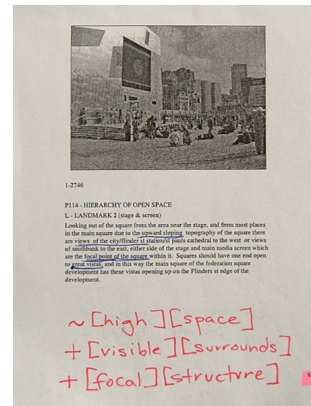 1-2746
P114 - HIERARCHY OF OPEN SPACE
L - LANDMARK 2 (stage & screen)
Looking out of the square from the area near the stage, and from most places
in the main square due to the upward sloping topography of the square there
are views of the city/flinder st station/st pauls cathedral to the west or views
of southbank to the east, either side of the stage and main media screen which
are the focal point of the square within it. Squares should have one end open
to great vistas, and in this way the main square of the federation square
development has these vistas opening up on the Flinders st edge of the
development.
~ [high] [space]
+ [visible] [surrounds]
+ [focal] [structure]